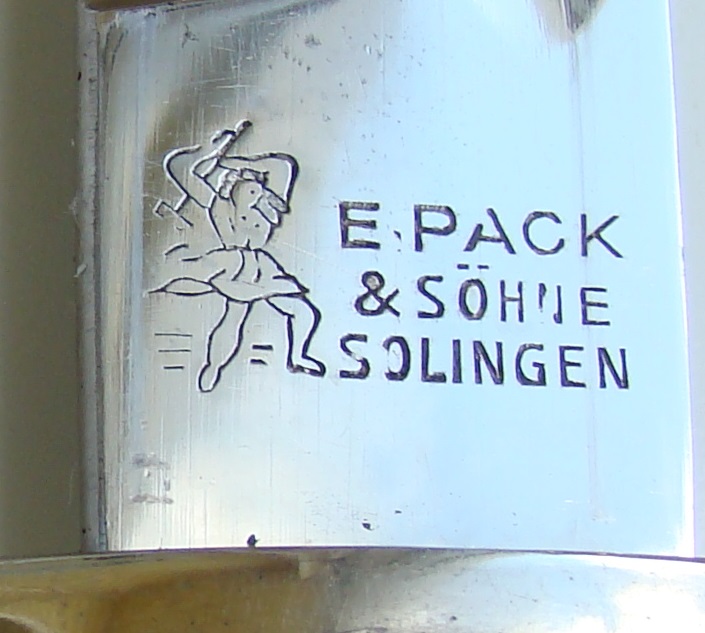 E. PACK
& SÖHNE
SOLINGEN